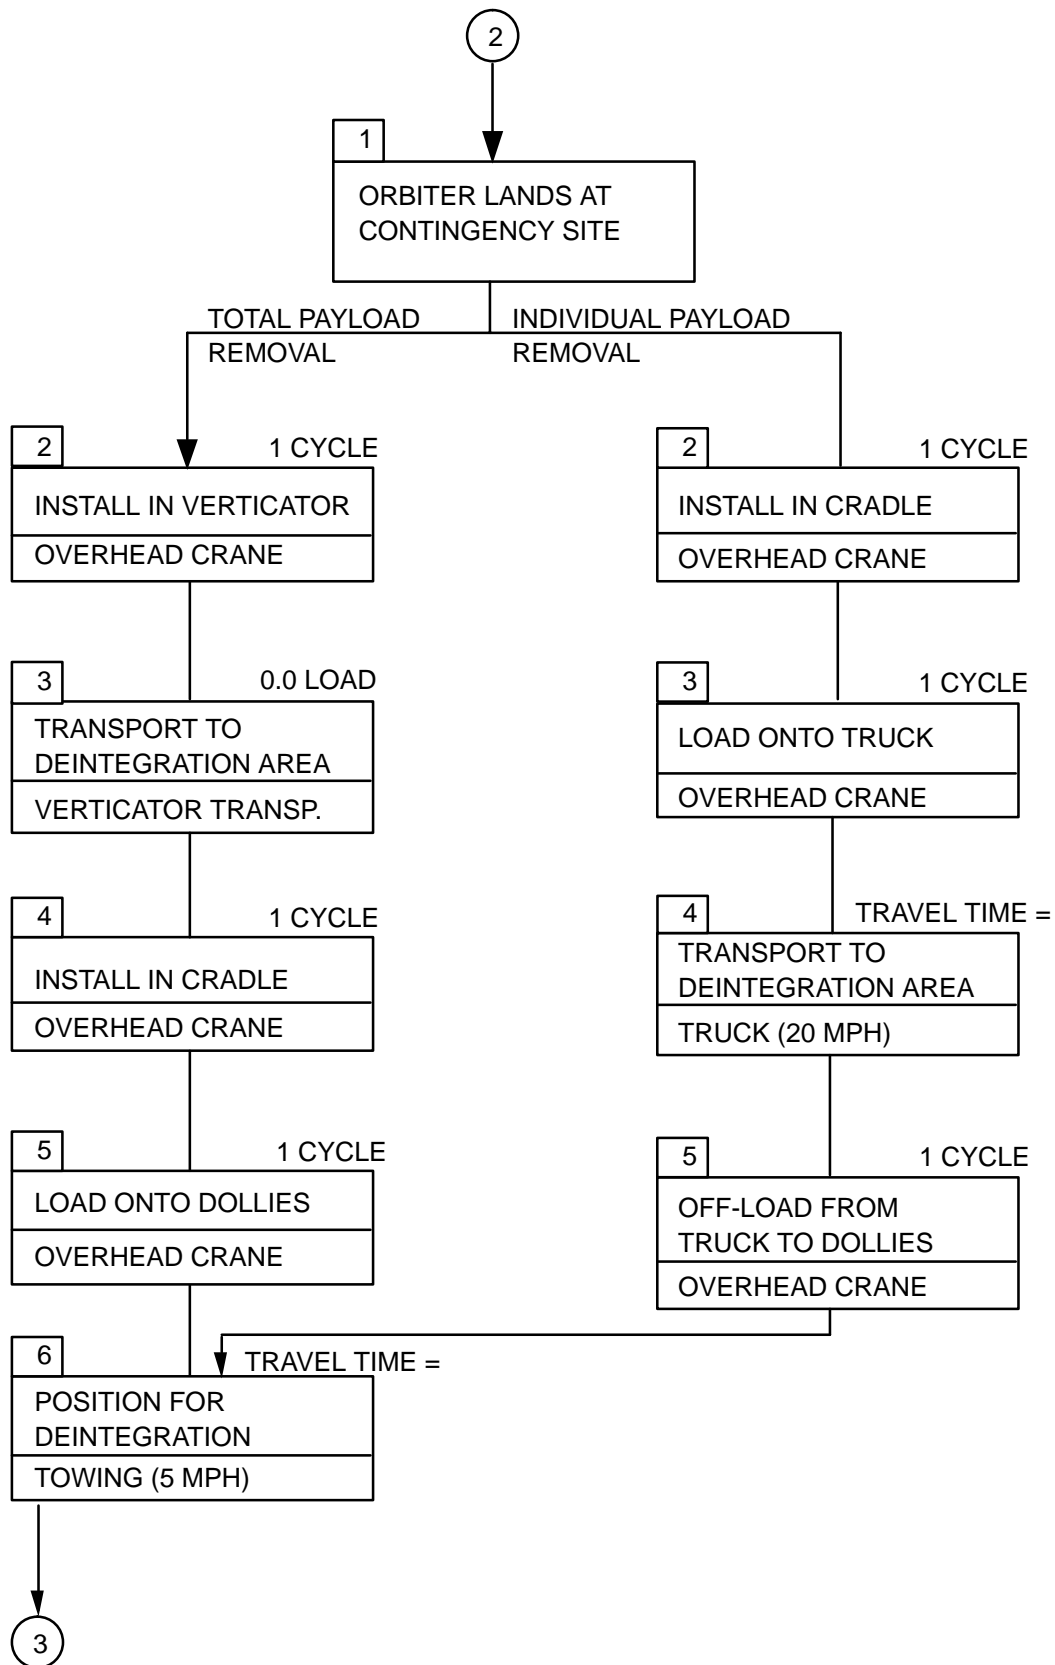 2
1
ORBITER LANDS AT
CONTINGENCY SITE
TOTAL PAYLOAD
REMOVAL
INDIVIDUAL PAYLOAD
REMOVAL
2
1 CYCLE
INSTALL IN VERTICATOR
OVERHEAD CRANE
3
0.0 LOAD
TRANSPORT TO
DEINTEGRATION AREA
VERTICATOR TRANSP.
4
1 CYCLE
INSTALL IN CRADLE
OVERHEAD CRANE
5
1 CYCLE
LOAD ONTO DOLLIES
OVERHEAD CRANE
2
1 CYCLE
INSTALL IN CRADLE
OVERHEAD CRANE
3
1 CYCLE
LOAD ONTO TRUCK
OVERHEAD CRANE
4
TRAVEL TIME =
TRANSPORT TO
DEINTEGRATION AREA
TRUCK (20 MPH)
5
1 CYCLE
OFF-LOAD FROM
TRUCK TO DOLLIES
OVERHEAD CRANE
6
TRAVEL TIME =
POSITION FOR
DEINTEGRATION
TOWING (5 MPH)
3